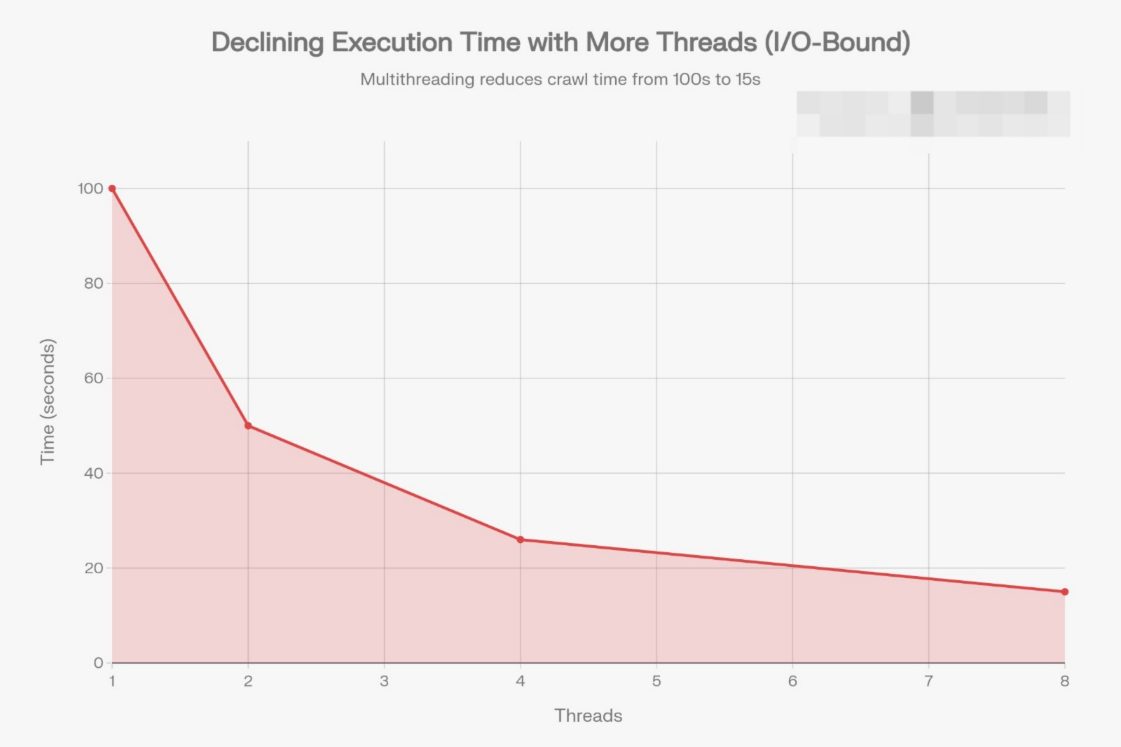 Declining Execution Time with More Threads (I/O-Bound)
Multithreading reduces crawl time from 100s to 15s
100
80
60
40
20
0
Time (seconds)
1 2 3 4 5 6 7 8
Threads